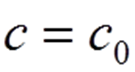 c = c₀